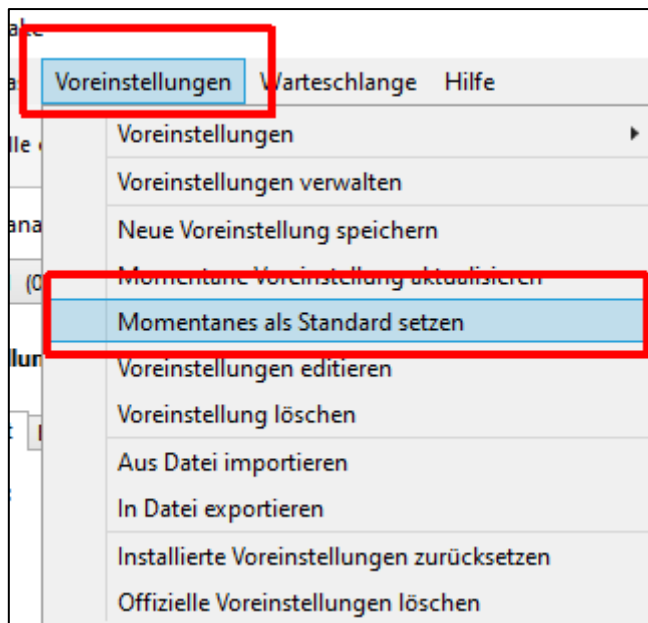 Voreinstellungen Warteschlange Hilfe
Voreinstellungen
Voreinstellungen verwalten
Neue Voreinstellung speichern
Momentane Voreinstellung aktualisieren
Momentanes als Standard setzen
Voreinstellungen editieren
Voreinstellung löschen
Aus Datei importieren
In Datei exportieren
Installierte Voreinstellungen zurücksetzen
Offizielle Voreinstellungen löschen